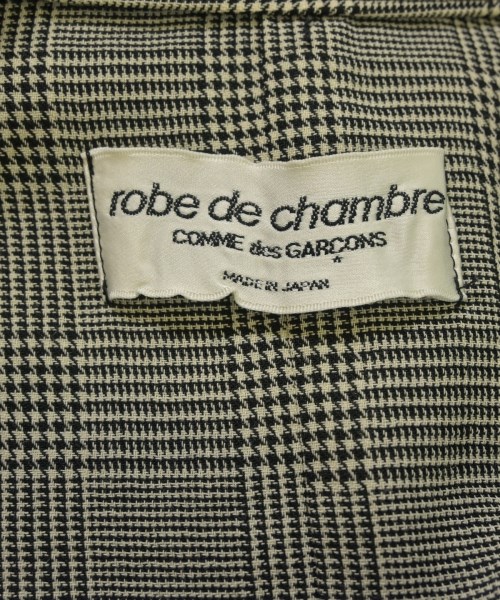 robe de chambre
COMME des GARÇONS
*
MADE IN JAPAN